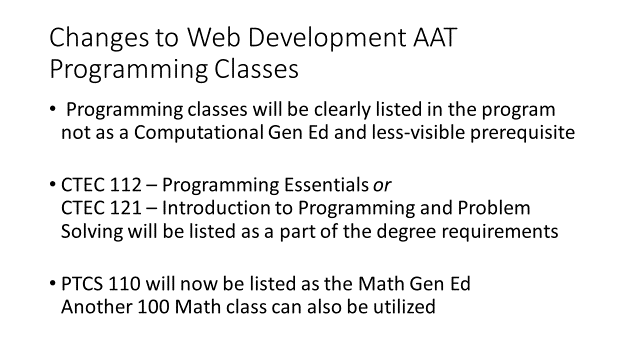 Changes to Web Development AAT
Programming Classes
• Programming classes will be clearly listed in the program
not as a Computational Gen Ed and less-visible prerequisite
• CTEC 112 – Programming Essentials or
CTEC 121 – Introduction to Programming and Problem
Solving will be listed as a part of the degree requirements
• PTCS 110 will now be listed as the Math Gen Ed
Another 100 Math class can also be utilized